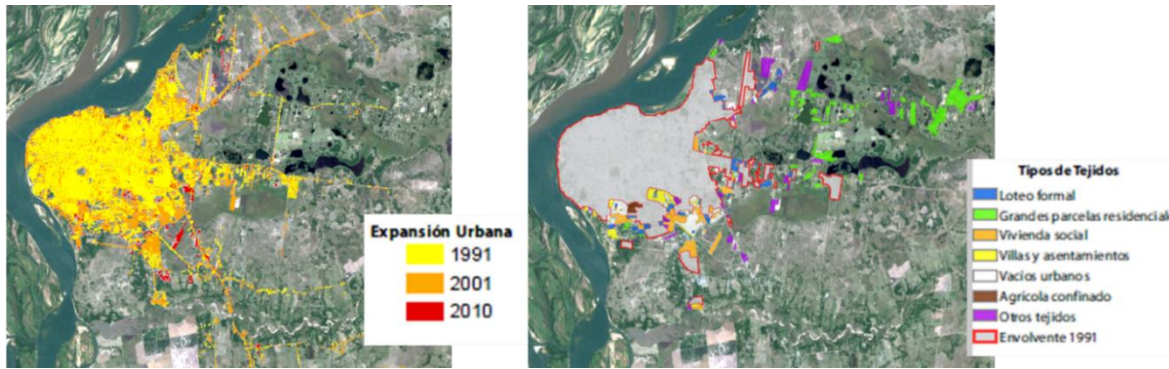 Expansión Urbana
1991
2001
2010
Tipos de Tejidos
Loteo formal
Grandes parcelas residenciale
Vivienda social
Villas y asentamientos
Vacíos urbanos
Agrícola confinado
Otros tejidos
Envolvente 1991